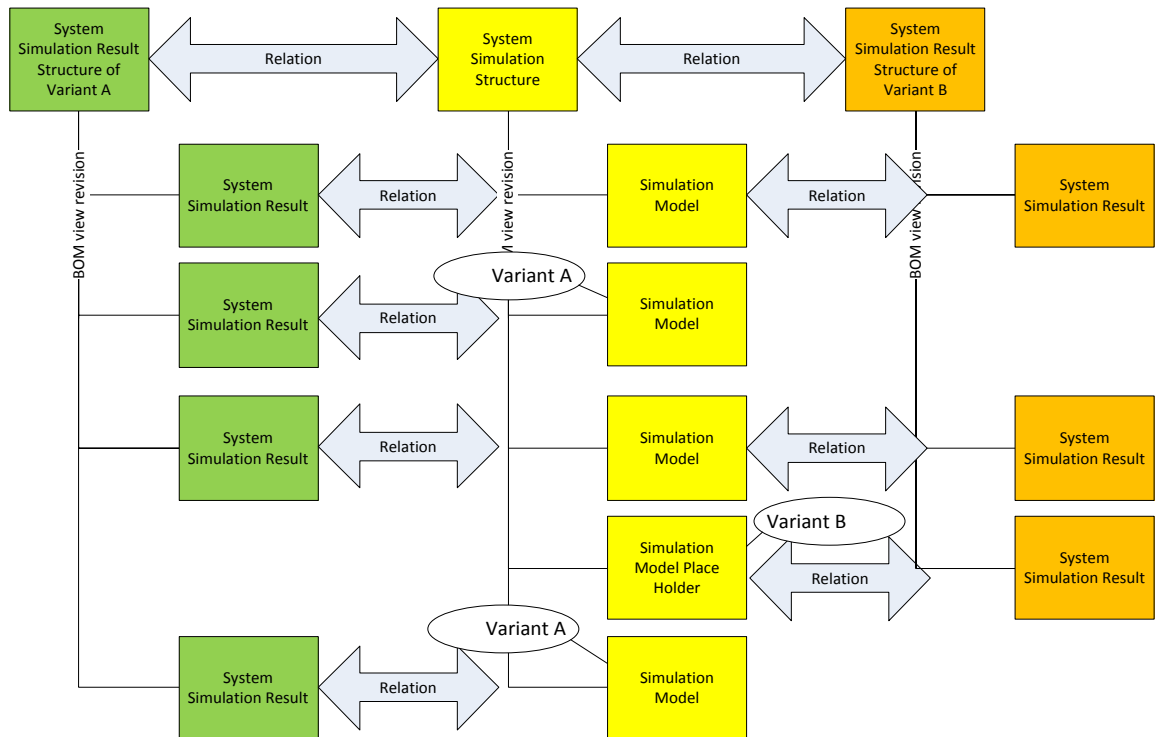 System
Simulation Result
Structure of
Variant A
Relation
System
Simulation
Structure
Relation
System
Simulation Result
Structure of
Variant B
BOM view revision
System
Simulation Result
Relation
M view revision
Simulation
Model
Relation
BOM view
ision
System
Simulation Result
System
Simulation Result
Relation
Variant A
Simulation
Model
System
Simulation Result
Relation
Simulation
Model
Relation
System
Simulation Result
Simulation
Model Place
Holder
Variant B
Relation
System
Simulation Result
System
Simulation Result
Relation
Variant A
Simulation
Model